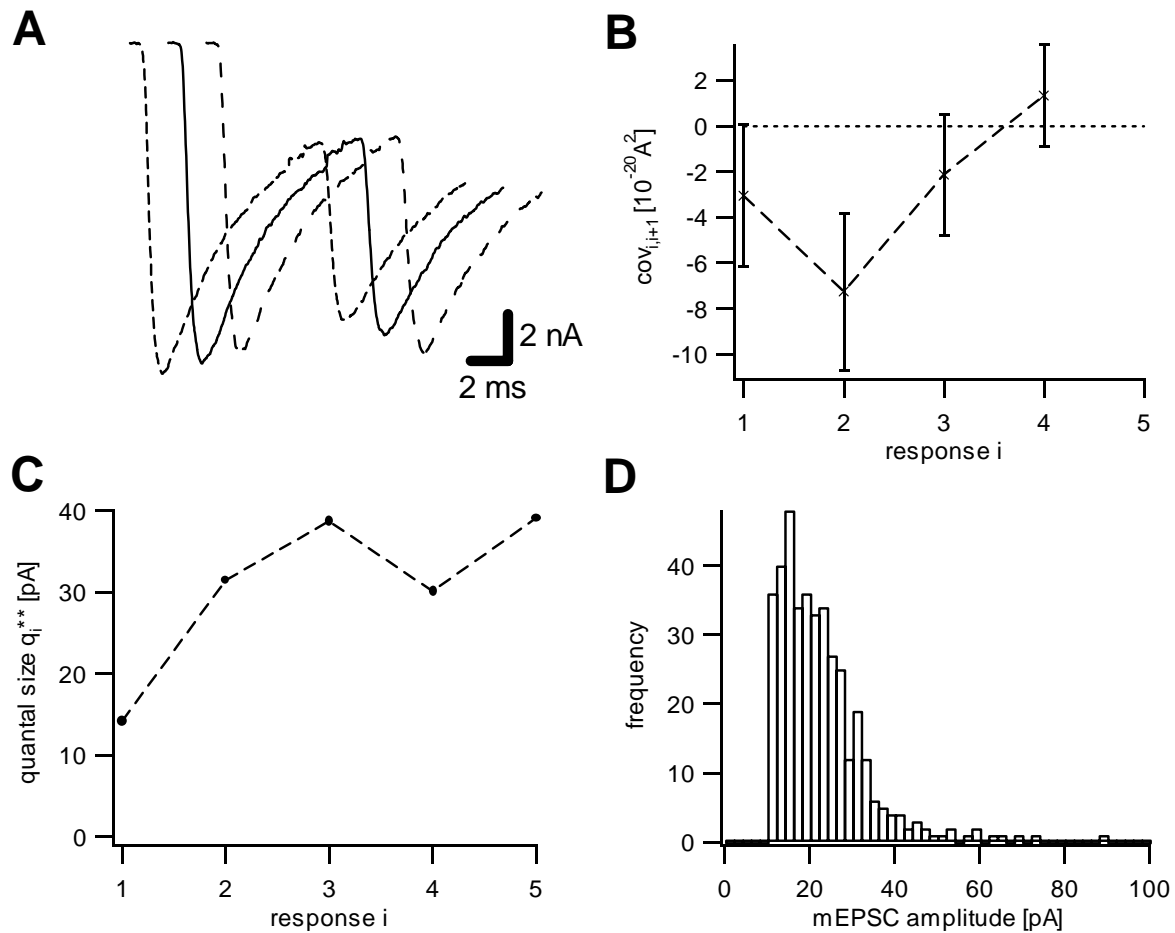 A
2 nA
2 ms
B
cov_{i,i+1} [10^{-20}A^2]
2
0
-2
-4
-6
-8
-10
1 2 3 4 5
response i
C
quantal size q_i** [pA]
40
30
20
10
0
1 2 3 4 5
response i
D
frequency
40
30
20
10
0
0 20 40 60 80 100
mEPSC amplitude [pA]